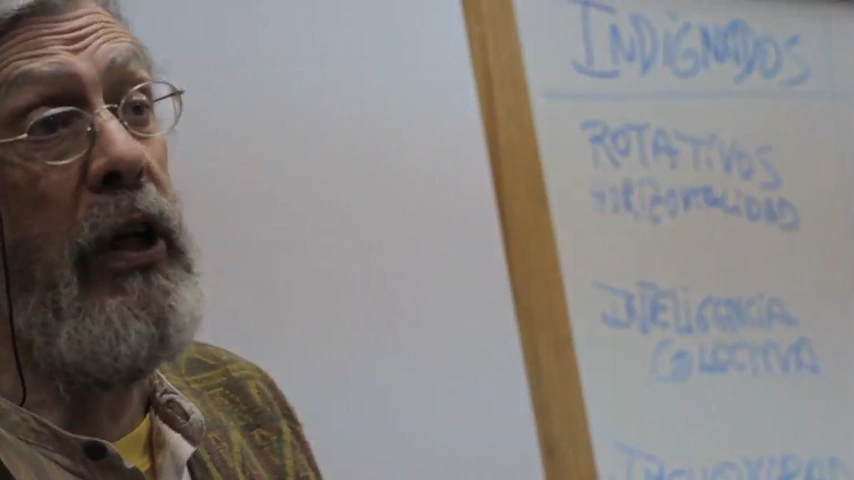 INDIGNADOS
ROTATIVOS
HORIZONTALIDAD
INTELIGENCIA
COLECTIVA